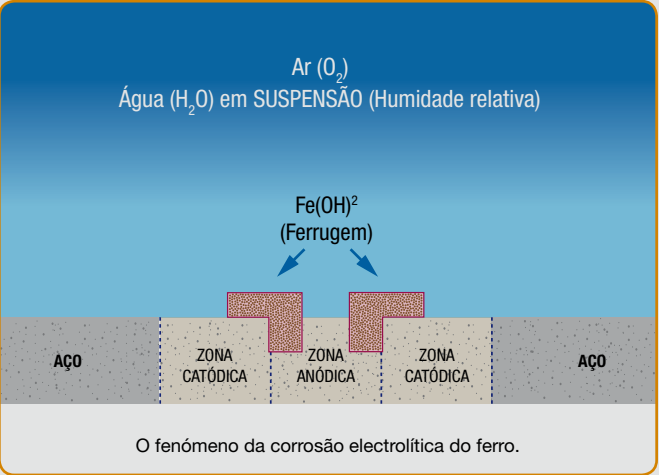 Ar (O₂)
Água (H₂O) em SUSPENSÃO (Humidade relativa)
Fe(OH)²
(Ferrugem)
AÇO
ZONA
CATÓDICA
ZONA
ANÓDICA
ZONA
CATÓDICA
AÇO
O fenómeno da corrosão electrolítica do ferro.